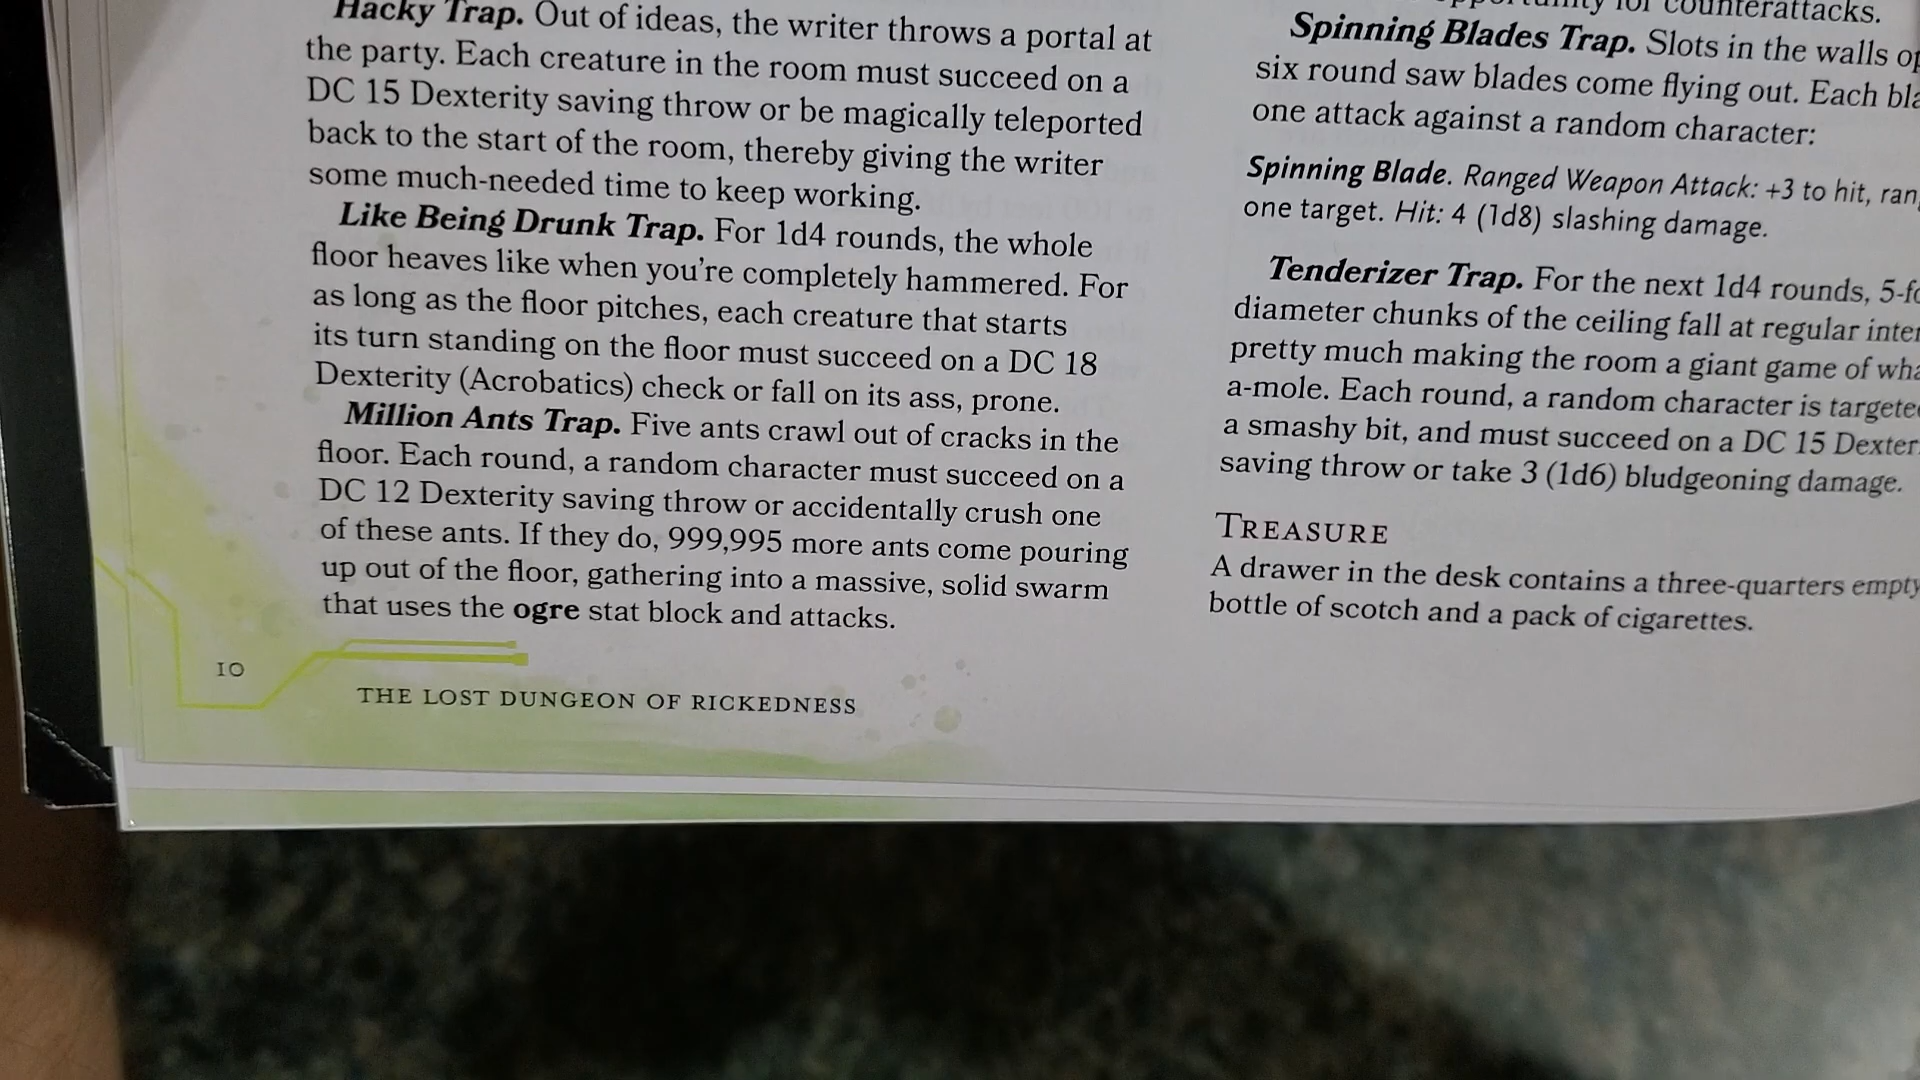 Hacky Trap. Out of ideas, the writer throws a portal at
the party. Each creature in the room must succeed on a
DC 15 Dexterity saving throw or be magically teleported
back to the start of the room, thereby giving the writer
some much-needed time to keep working.
Like Being Drunk Trap. For 1d4 rounds, the whole
floor heaves like when you're completely hammered. For
as long as the floor pitches, each creature that starts
its turn standing on the floor must succeed on a DC 18
Dexterity (Acrobatics) check or fall on its ass, prone.
Million Ants Trap. Five ants crawl out of cracks in the
floor. Each round, a random character must succeed on a
DC 12 Dexterity saving throw or accidentally crush one
of these ants. If they do, 999,995 more ants come pouring
up out of the floor, gathering into a massive, solid swarm
that uses the ogre stat block and attacks.
10
THE LOST DUNGEON OF RICKEDNESS
for counterattacks.
Spinning Blades Trap. Slots in the walls
six round saw blades come flying out. Each
one attack against a random character:
Spinning Blade. Ranged Weapon Attack: +3 to hit,
one target. Hit: 4 (1d8) slashing damage.
Tenderizer Trap. For the next 1d4 rounds,
diameter chunks of the ceiling fall at regular
pretty much making the room a giant game of
a-mole. Each round, a random character is
a smashy bit, and must succeed on a DC 15
saving throw or take 3 (1d6) bludgeoning damage.
TREASURE
A drawer in the desk contains a three-quarters empty
bottle of scotch and a pack of cigarettes.